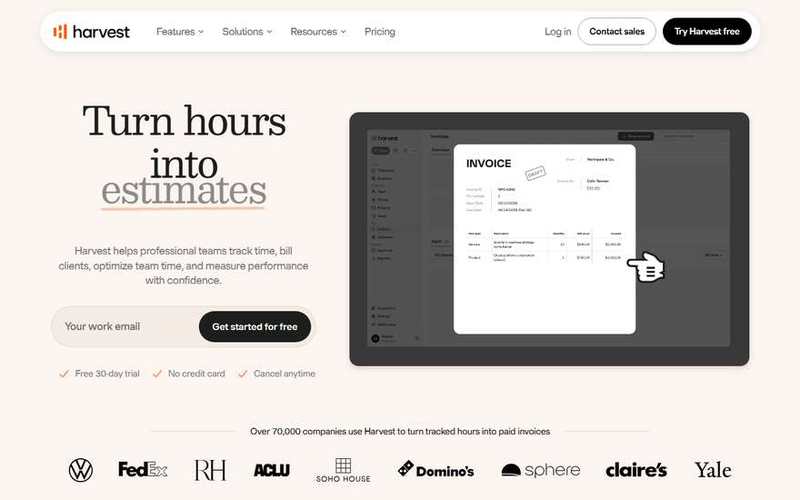 harvest
Features
Solutions
Resources
Pricing
Log in
Contact sales
Try Harvest free
Turn hours
into
estimates
Harvest helps professional teams track time, bill
clients, optimize team time, and measure performance
with confidence.
Your work email
Get started for free
Free 30-day trial
No credit card
Cancel anytime
INVOICE
DRAFT
Over 70,000 companies use Harvest to turn tracked hours into paid invoices
FedEx
RH
ACLU
SOHO HOUSE
Domino's
sphere
claire's
Yale